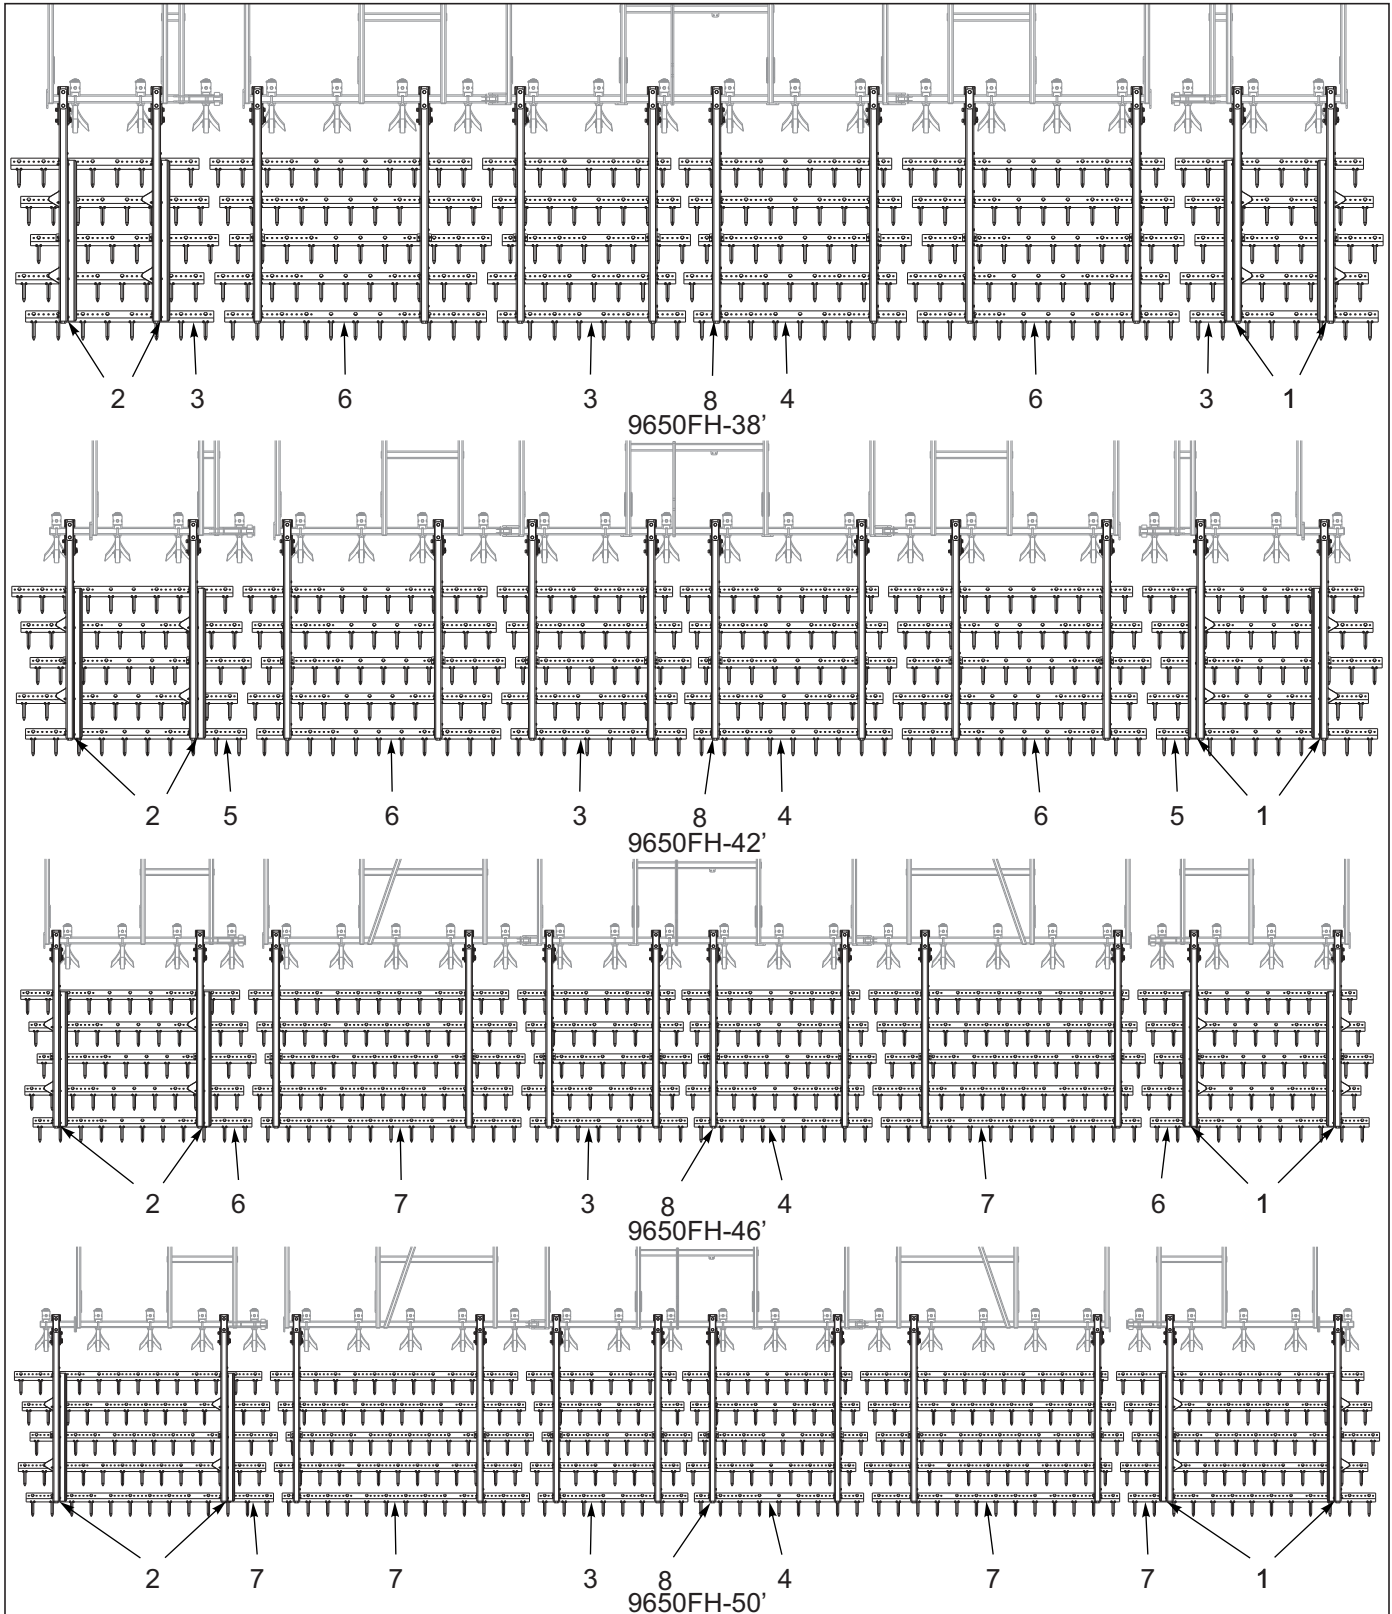 2 3 6 3 8 4 6 3 1
9650FH-38'
2 5 6 3 8 4 6 5 1
9650FH-42'
2 6 7 3 8 4 7 6 1
9650FH-46'
2 7 7 3 8 4 7 7 1
9650FH-50'